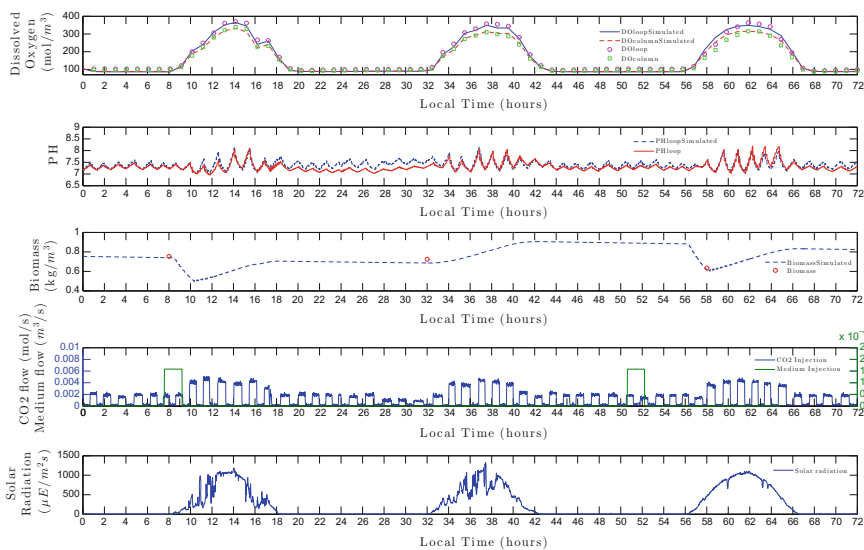 Dissolved
Oxygen
(mol/m³)
400
300
200
100
0 2 4 6 8 10 12 14 16 18 20 22 24 26 28 30 32 34 36 38 40 42 44 46 48 50 52 54 56 58 60 62 64 66 68 70 72
DOloopSimulated
DOcolumnSimulated
DOloop
DOcolumn
Local Time (hours)
PH
9
8.5
8
7.5
7
6.5
0 2 4 6 8 10 12 14 16 18 20 22 24 26 28 30 32 34 36 38 40 42 44 46 48 50 52 54 56 58 60 62 64 66 68 70 72
PHloopSimulated
PHloop
Local Time (hours)
Biomass
(kg/m³)
1
0.8
0.6
0.4
0 2 4 6 8 10 12 14 16 18 20 22 24 26 28 30 32 34 36 38 40 42 44 46 48 50 52 54 56 58 60 62 64 66 68 70 72
BiomassSimulated
Biomass
Local Time (hours)
CO2 flow (mol/s)
Medium flow (m³/s)
0.01
0.008
0.006
0.004
0.002
0
0 2 4 6 8 10 12 14 16 18 20 22 24 26 28 30 32 34 36 38 40 42 44 46 48 50 52 54 56 58 60 62 64 66 68 70 72
CO2 Injection
Medium Injection
Local Time (hours)
Solar
Radiation
(μE/m²s)
1500
1000
500
0
0 2 4 6 8 10 12 14 16 18 20 22 24 26 28 30 32 34 36 38 40 42 44 46 48 50 52 54 56 58 60 62 64 66 68 70 72
Solar radiation
Local Time (hours)